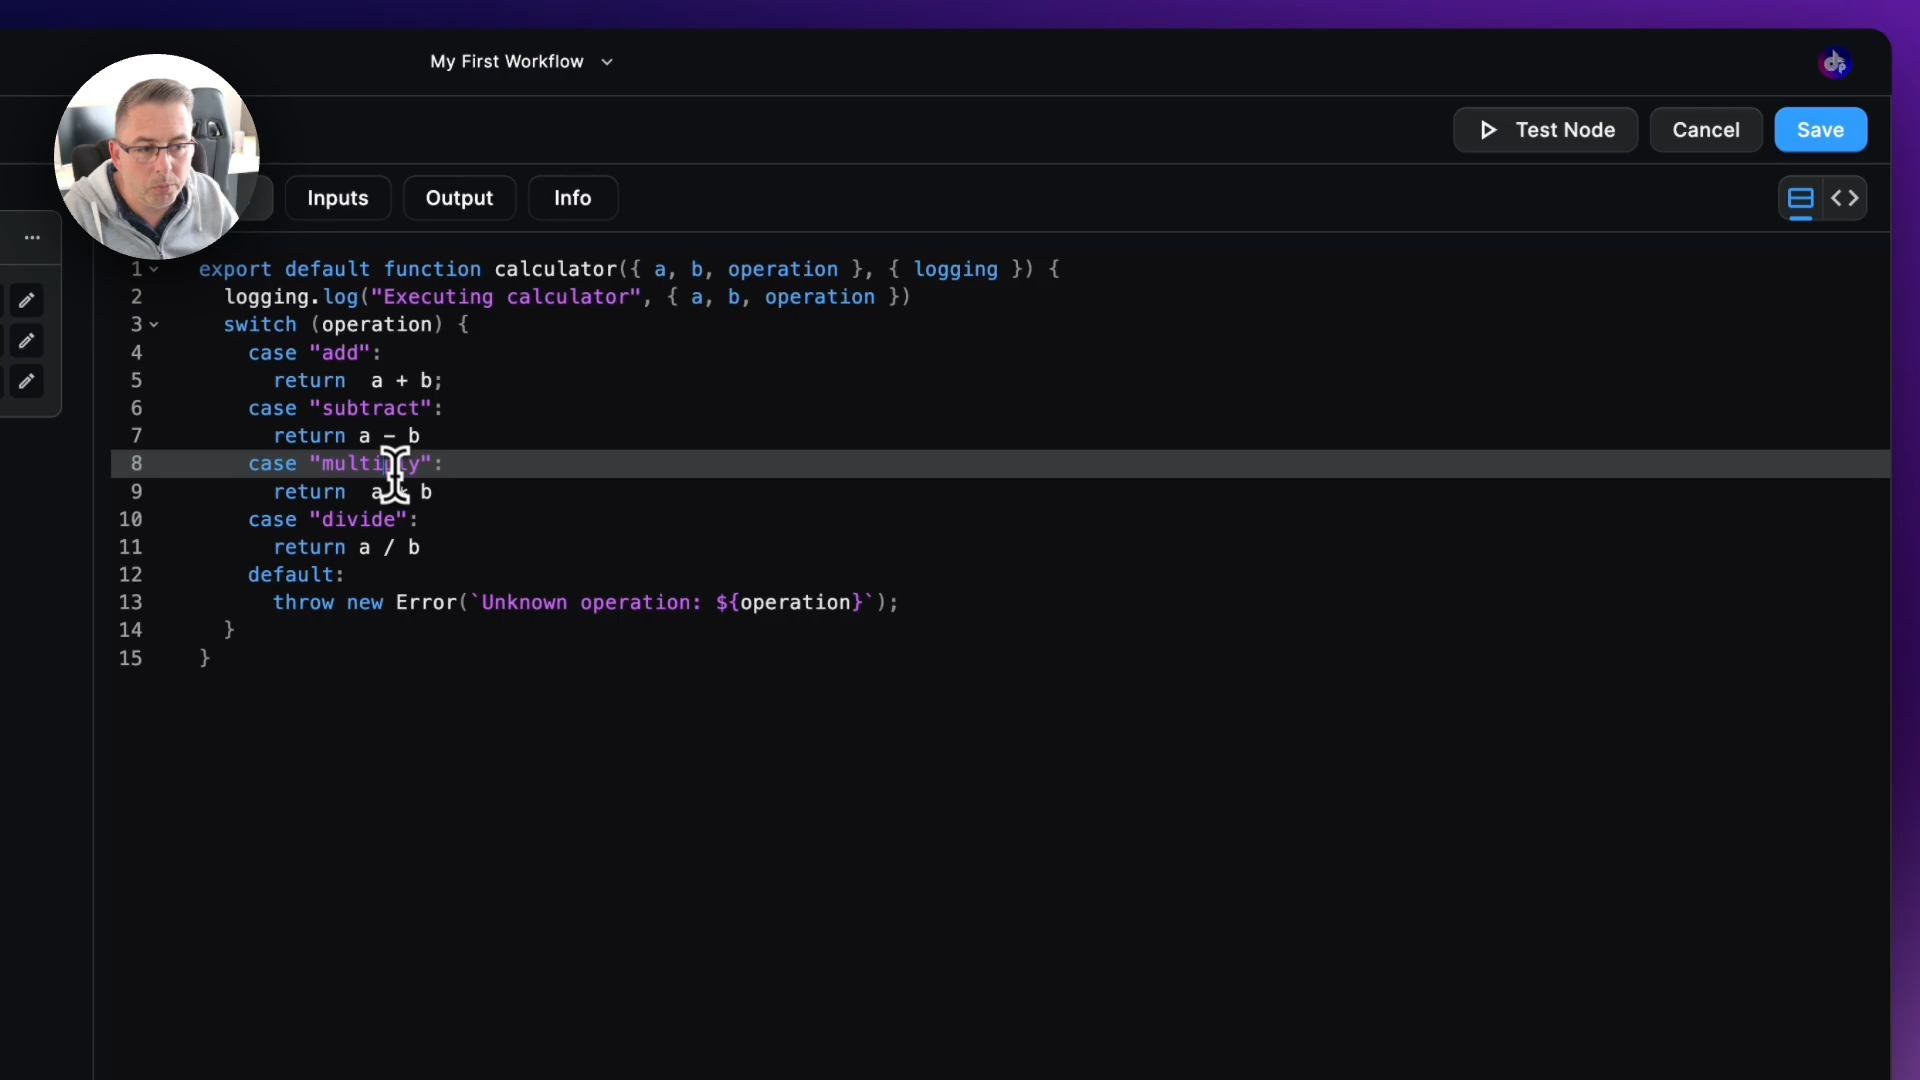 My First Workflow
Test Node
Cancel
Save
Inputs
Output
Info
1 export default function calculator({ a, b, operation }, { logging }) {
2 logging.log("Executing calculator", { a, b, operation })
3 switch (operation) {
4 case "add":
5 return  a + b;
6 case "subtract":
7 return a - b
8 case "multiply":
9 return  a b
10 case "divide":
11 return a / b
12 default:
13 throw new Error(`Unknown operation: ${operation}`);
14 }
15 }